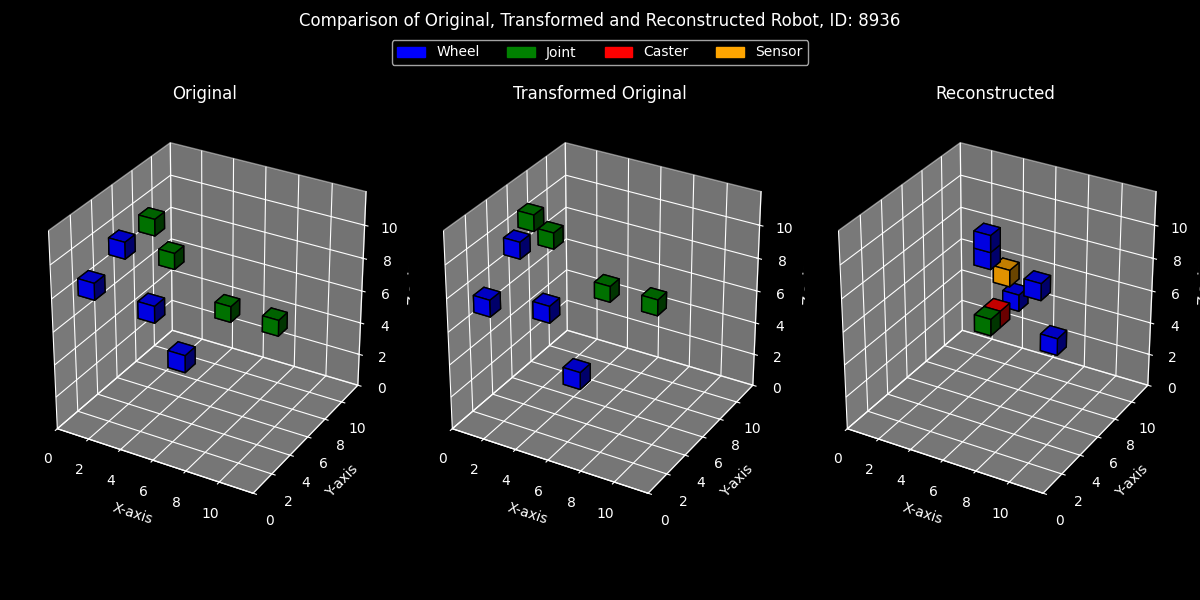 Comparison of Original, Transformed and Reconstructed Robot, ID: 8936
Wheel Joint Caster Sensor
Original Transformed Original Reconstructed
10 10 10
8 8 8
6 6 6
4 4 4
2 2 2
0 0 0
0 2 4 6 8 10 0 2 4 6 8 10 0 2 4 6 8 10
0 2 4 6 8 10 0 2 4 6 8 10 0 2 4 6 8 10
X-axis Y-axis X-axis Y-axis X-axis Y-axis